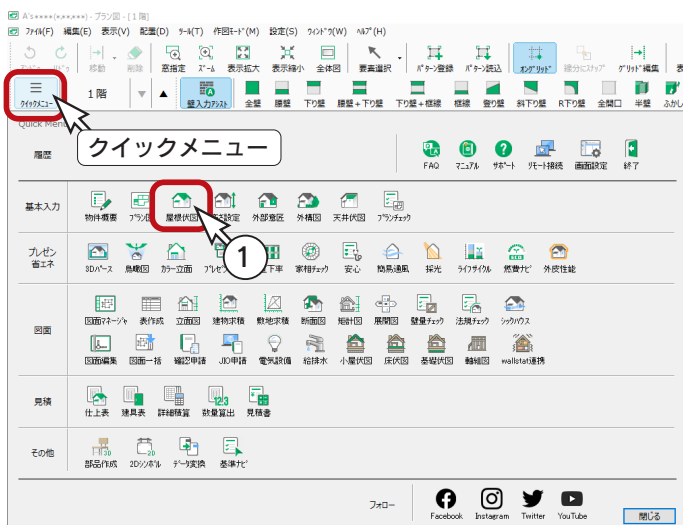 A's****(*.**,***) - プラン図 - [1 階]
ﾌｧｲﾙ(F) 編集(E) 表示(V) 配置(D) ﾂｰﾙ(T) 作図ﾓｰﾄﾞ(M) 設定(S) ｳｨﾝﾄﾞｳ(W) ﾍﾙﾌﾟ(H)
移動 削除 窓指定 ｽﾞｰﾑ 表示拡大 表示縮小 全体図 要素選択 ﾊﾟﾀｰﾝ登録 ﾊﾟﾀｰﾝ読込 ｵﾝｸﾞﾘｯﾄﾞ 線分にｽﾅｯﾌﾟ ｸﾞﾘｯﾄﾞ編集 表
ｸｲｯｸﾒﾆｭｰ 1 階 壁入力ｱｼｽﾄ 全壁 腰壁 下り壁 腰壁+下り壁 下り壁+框線 框線 登り壁 斜下り壁 R下り壁 全開口 半壁 ふかし
Quick Menu
クイックメニュー
履歴 FAQ ﾏﾆｭｱﾙ ｻﾎﾟｰﾄ ﾘﾓｰﾄ接続 画面設定 終了
基本入力 物件概要 ﾌﾟﾗﾝ図 屋根伏図 高さ設定 外部意匠 外構図 天井伏図 ﾌﾟﾗﾝﾁｪｯｸ
1
プレゼン
省エネ 3Dﾊﾟｰｽ 鳥瞰図 ｶﾗｰ立面 直下率 家相ﾁｪｯｸ 安心 簡易通風 採光 ﾗｲﾌｻｲｸﾙ 燃費ﾅﾋﾞ 外皮性能
図面 図面ﾏﾈｰｼﾞｬ 表作成 立面図 建物求積 敷地求積 断面図 矩計図 展開図 壁量ﾁｪｯｸ 法規ﾁｪｯｸ ｼｯｸﾊｳｽ
図面編集 図面一括 確認申請 JIO申請 電気設備 給排水 小屋伏図 床伏図 基礎伏図 軸組図 wallstat連携
見積 仕上表 建具表 詳細積算 数量算出 見積書
その他 部品作成 2Dｼﾝﾎﾞﾙ ﾃﾞｰﾀ変換 基準ﾅﾋﾞ
ﾌｫﾛｰ Facebook Instagram Twitter YouTube 閉じる